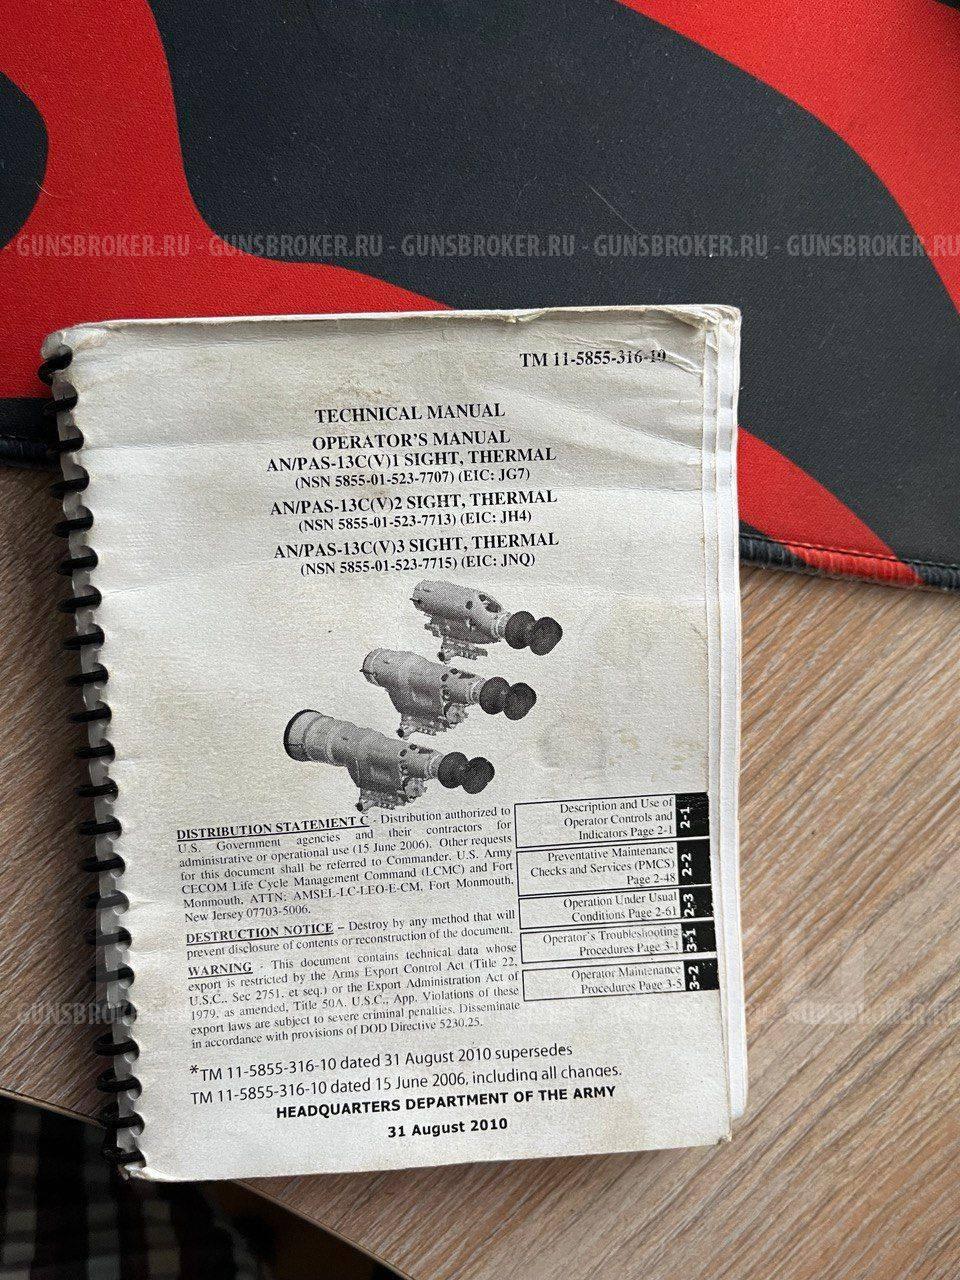 GUNSBROKER.RU - GUNSBROKER.RU - GUNSBROKER.RU - GUNSBROKER.RU - GUNSBROKER.RU
TM 11-5855-316-10
TECHNICAL MANUAL
OPERATOR'S MANUAL
AN/PAS-13C(V)1 SIGHT, THERMAL
(NSN 5855-01-523-7707) (EIC: JG7)
AN/PAS-13C(V)2 SIGHT, THERMAL
(NSN 5855-01-523-7713) (EIC: JH4)
AN/PAS-13C(V)3 SIGHT, THERMAL
(NSN 5855-01-523-7715) (EIC: JNQ)
DISTRIBUTION STATEMENT C - Distribution authorized to
U.S. Government agencies and their contractors for
administrative or operational use (15 June 2006). Other requests
for this document shall be referred to Commander, U.S. Army
CECOM Life Cycle Management Command (LCMC) and Fort
Monmouth, ATTN: AMSEL-LC-LEO-E-CM, Fort Monmouth,
New Jersey 07703-5006.
DESTRUCTION NOTICE – Destroy by any method that will
prevent disclosure of contents or reconstruction of the document.
WARNING - This document contains technical data whose
export is restricted by the Arms Export Control Act (Title 22,
U.S.C., Sec 2751, et seq.) or the Export Administration Act of
1979, as amended, Title 50A, U.S.C., App. Violations of these
export laws are subject to severe criminal penalties. Disseminate
in accordance with provisions of DOD Directive 5230.25.
Description and Use of
Operator Controls and
Indicators Page 2-1
2-1
Preventative Maintenance
Checks and Services (PMCS)
Page 2-48
2-2
Operation Under Usual
Conditions Page 2-61
2-3
Operator's Troubleshooting
Procedures Page 3-1
3-1
Operator Maintenance
Procedures Page 3-5
3-2
*TM 11-5855-316-10 dated 31 August 2010 supersedes
TM 11-5855-316-10 dated 15 June 2006, including all changes.
HEADQUARTERS DEPARTMENT OF THE ARMY
31 August 2010